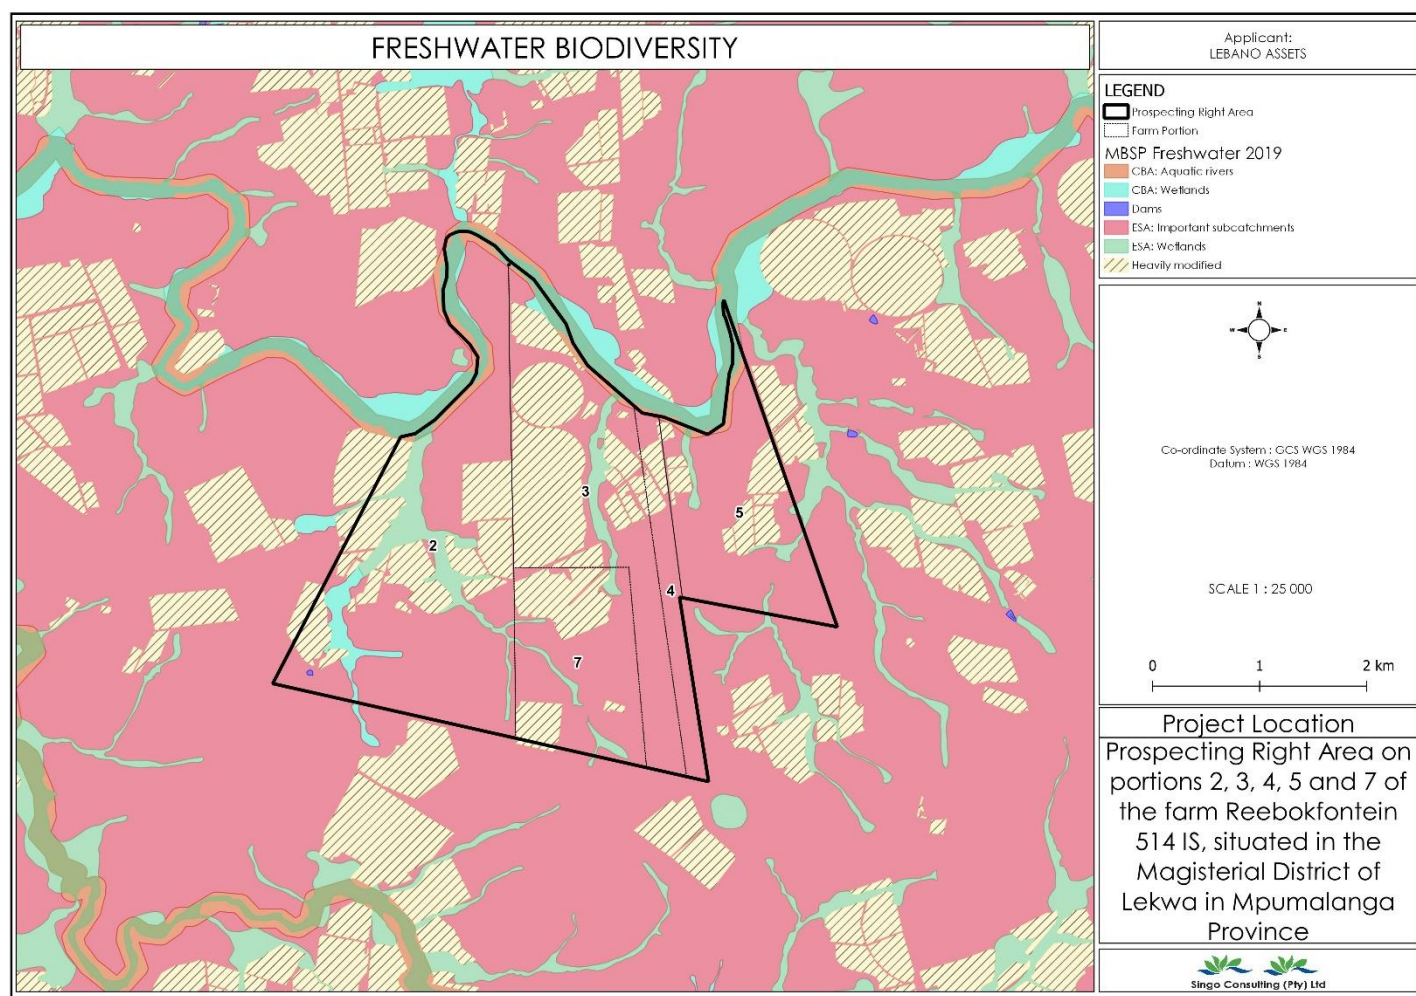 FRESHWATER BIODIVERSITY
Applicant:
LEBANO ASSETS
LEGEND
Prospecting Right Area
Farm Portion
MBSP Freshwater 2019
CBA: Aquatic rivers
CBA: Wetlands
Dams
ESA: Important subcatchments
ESA: Wetlands
Heavily modified
N
W E
S
Co-ordinate System : GCS WGS 1984
Datum : WGS 1984
SCALE 1 : 25 000
0 1 2 km
Project Location
Prospecting Right Area on
portions 2, 3, 4, 5 and 7 of
the farm Reebokfontein
514 IS, situated in the
Magisterial District of
Lekwa in Mpumalanga
Province
Singo Consulting (Pty) Ltd
3
5
2
4
7